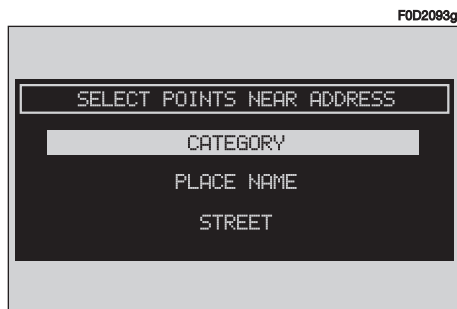 F0D2093g
SELECT POINTS NEAR ADDRESS
CATEGORY
PLACE NAME
STREET